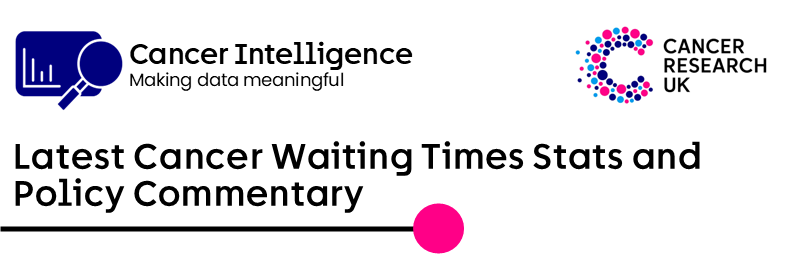 Cancer Intelligence
Making data meaningful
CANCER
RESEARCH
UK
Latest Cancer Waiting Times Stats and
Policy Commentary